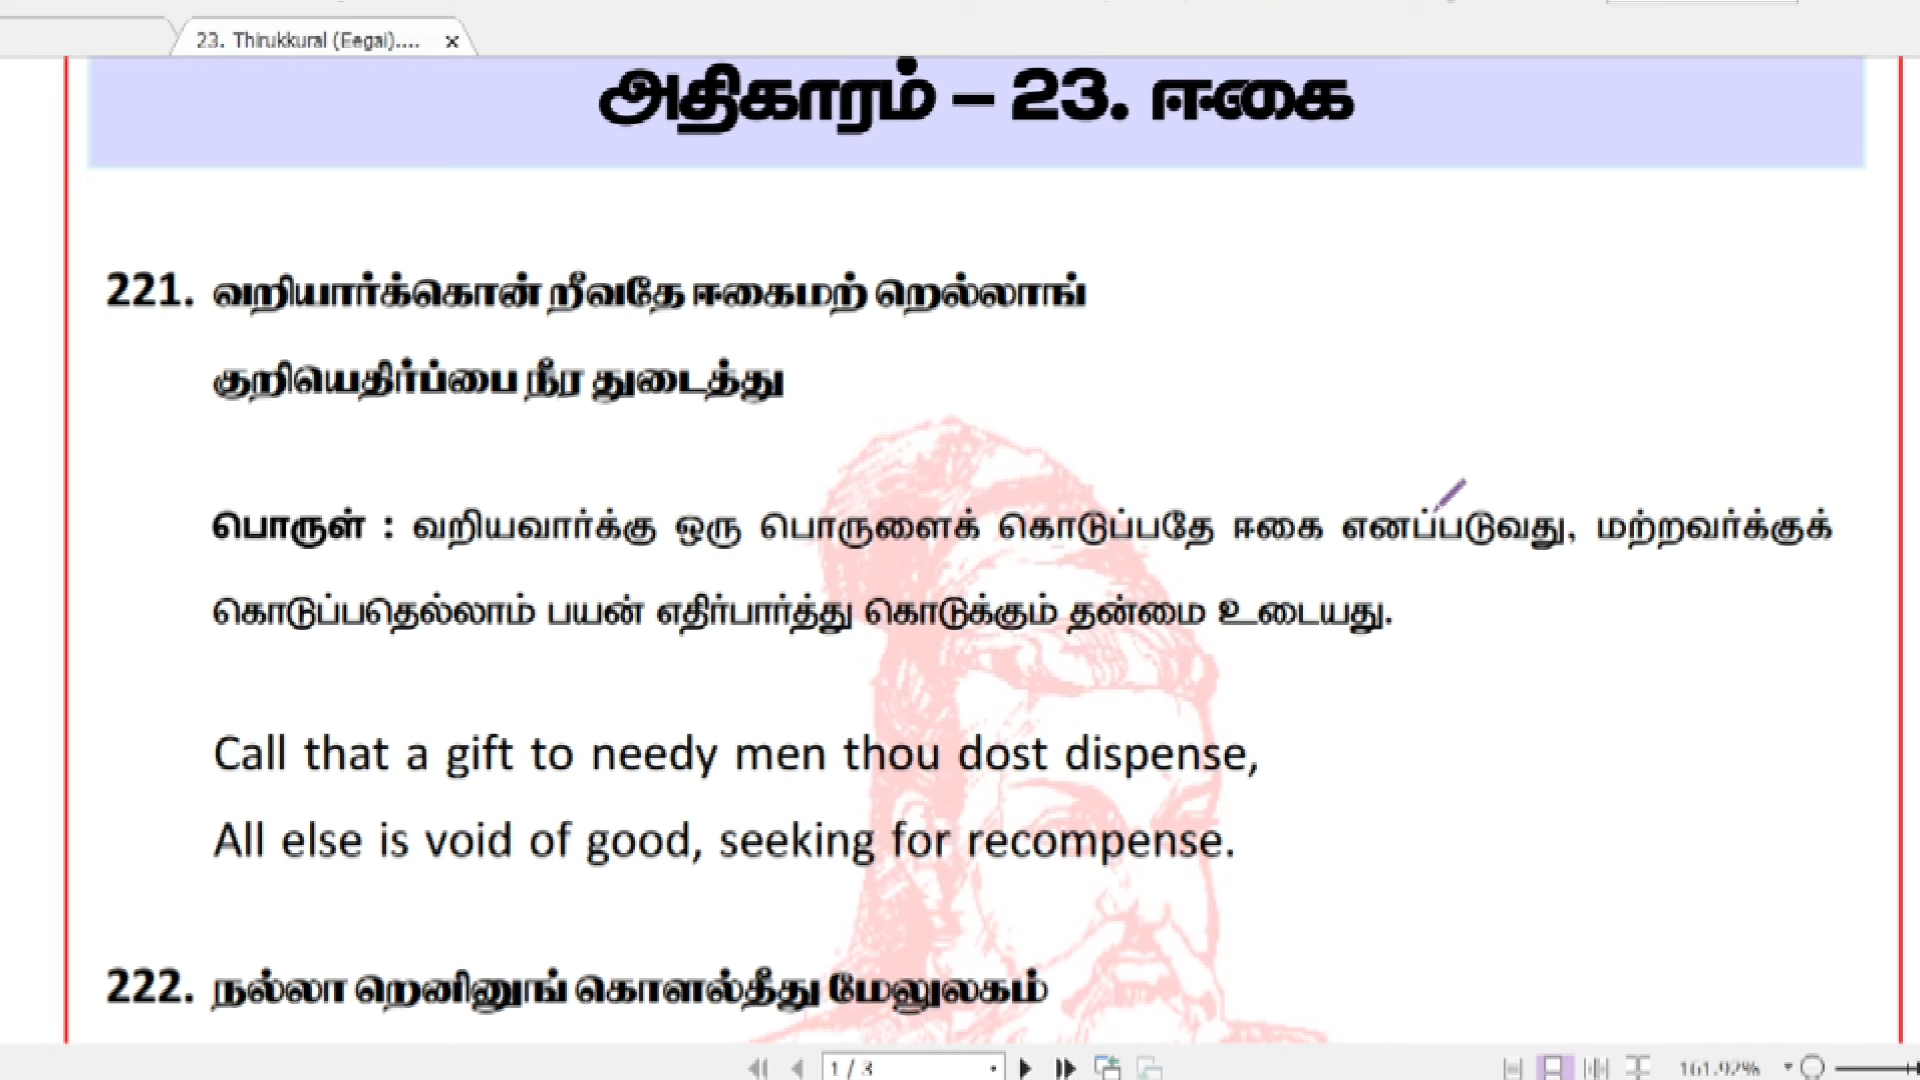 23. Thirukkural (Eegai)....
அதிகாரம் – 23. ஈகை
221. வறியார்க்கொன் றீவதே ஈகைமற் றெல்லாங்
குறியெதிர்ப்பை நீர துடைத்து
பொருள் : வறியவார்க்கு ஒரு பொருளைக் கொடுப்பதே ஈகை எனப்படுவது, மற்றவர்க்குக்
கொடுப்பதெல்லாம் பயன் எதிர்பார்த்து கொடுக்கும் தன்மை உடையது.
Call that a gift to needy men thou dost dispense,
All else is void of good, seeking for recompense.
222. நல்லா றெனினுங் கொளல்தீது மேலுலகம்
1 / 3
161.92%